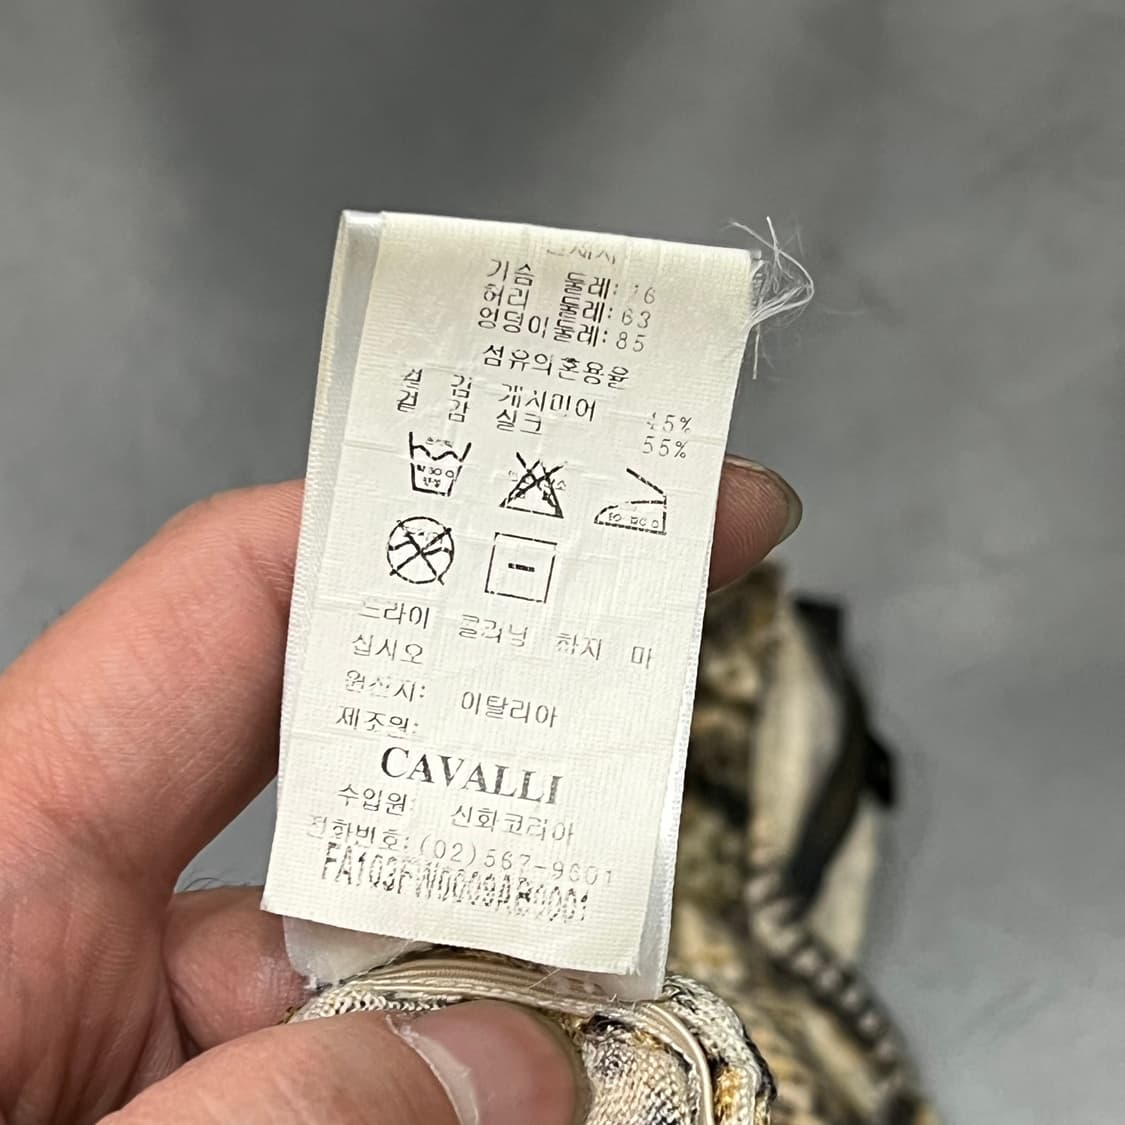 가슴 둘레: 76
허리 둘레: 63
엉덩이둘레: 85
섬유의혼용율
겉 감 캐시미어 45%
겉 감 실크 55%
드라이 클리닝 하지 마
십시오
원산지: 이탈리아
제조원:
CAVALLI
수입원: 신화코리아
전화번호: (02)567-9601